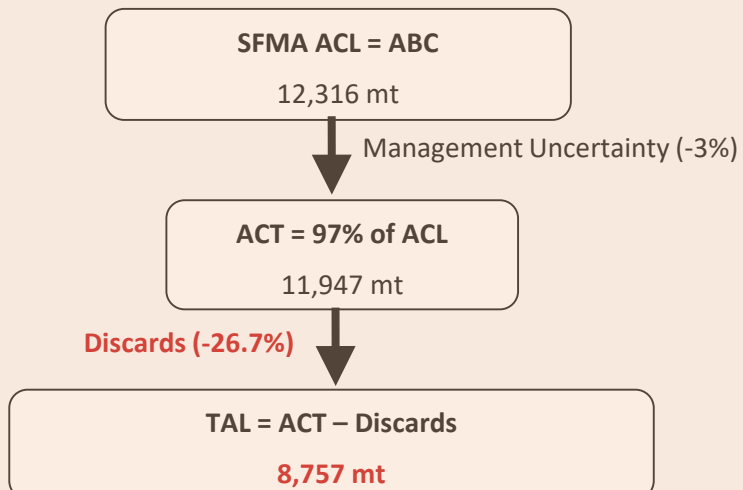 SFMA ACL = ABC
12,316 mt
Management Uncertainty (-3%)
ACT = 97% of ACL
11,947 mt
Discards (-26.7%)
TAL = ACT – Discards
8,757 mt